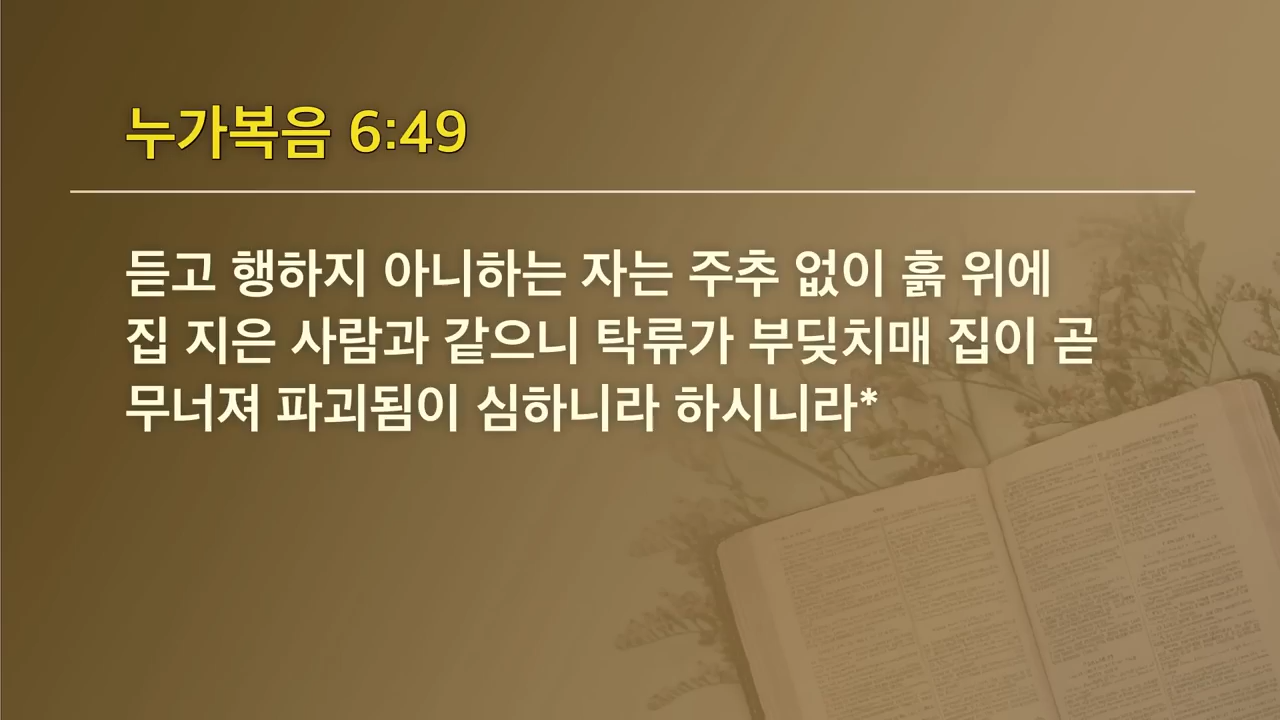 누가복음 6:49
듣고 행하지 아니하는 자는 주추 없이 흙 위에
집 지은 사람과 같으니 탁류가 부딪치매 집이 곧
무너져 파괴됨이 심하니라 하시니라*